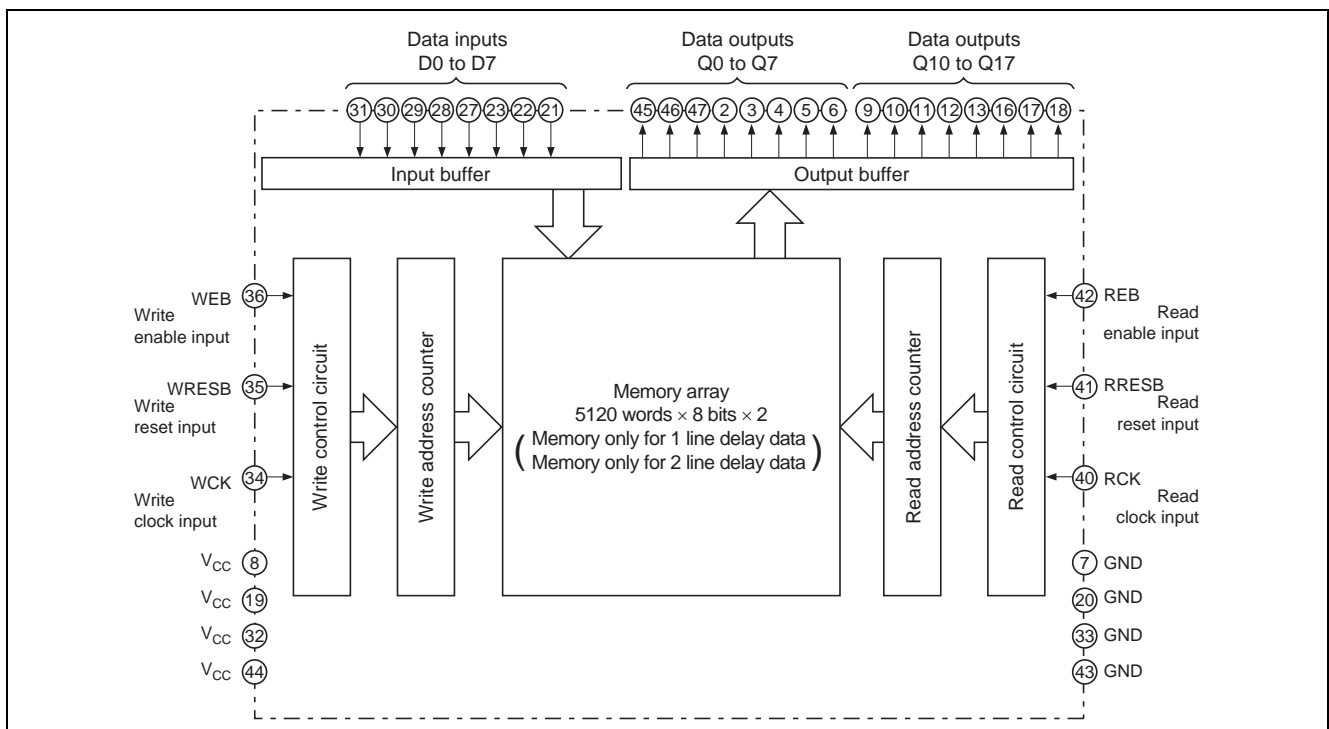 Data inputs
D0 to D7
Data outputs
Q0 to Q7
Data outputs
Q10 to Q17
31 30 29 28 27 23 22 21
45 46 47 2 3 4 5 6
9 10 11 12 13 16 17 18
Input buffer
Output buffer
WEB 36
Write
enable input
WRESB 35
Write
reset input
WCK 34
Write
clock input
VCC 8
VCC 19
VCC 32
VCC 44
Write control circuit
Write address counter
Memory array
5120 words × 8 bits × 2
( Memory only for 1 line delay data
Memory only for 2 line delay data )
Read address counter
Read control circuit
42 REB
Read
enable input
41 RRESB
Read
reset input
40 RCK
Read
clock input
7 GND
20 GND
33 GND
43 GND